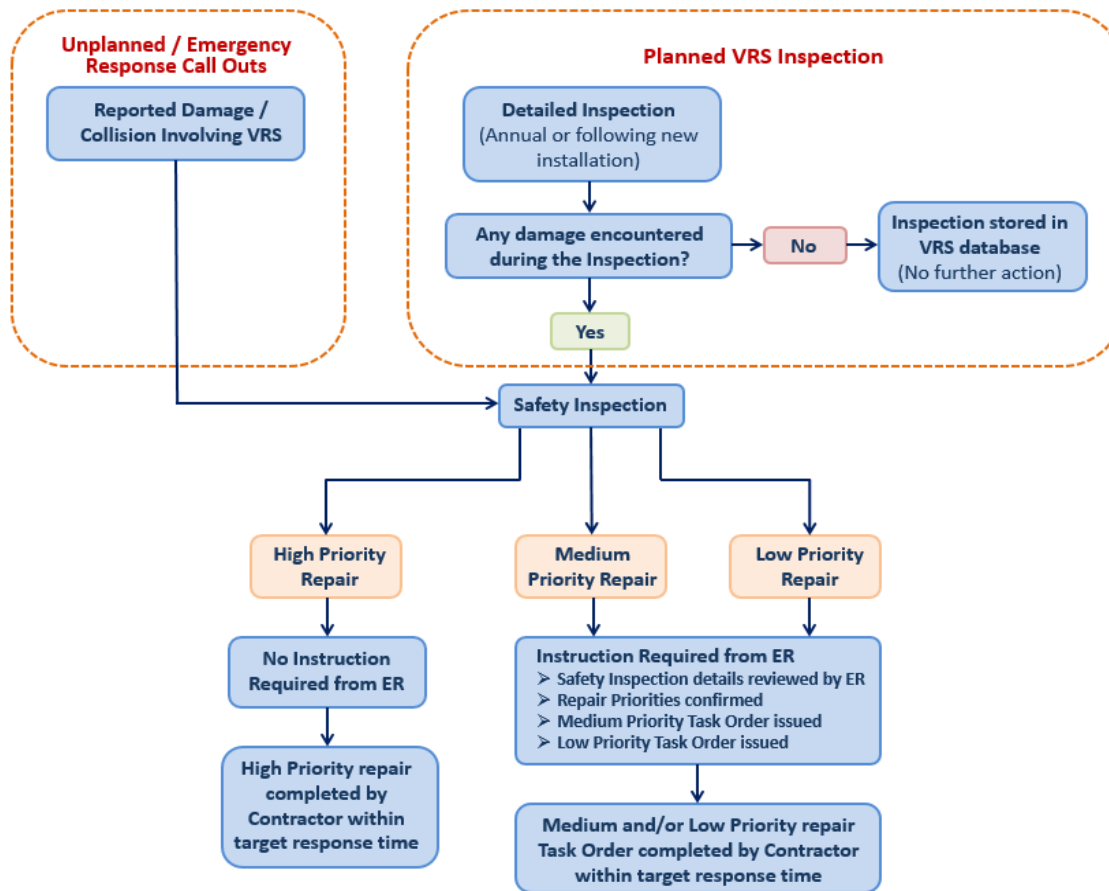 Unplanned / Emergency
Response Call Outs
Reported Damage /
Collision Involving VRS
Planned VRS Inspection
Detailed Inspection
(Annual or following new
installation)
Any damage encountered
during the Inspection?
No
Inspection stored in
VRS database
(No further action)
Yes
Safety Inspection
High Priority
Repair
Medium
Priority Repair
Low Priority
Repair
No Instruction
Required from ER
Instruction Required from ER
➢ Safety Inspection details reviewed by ER
➢ Repair Priorities confirmed
➢ Medium Priority Task Order issued
➢ Low Priority Task Order issued
High Priority repair
completed by
Contractor within
target response time
Medium and/or Low Priority repair
Task Order completed by Contractor
within target response time